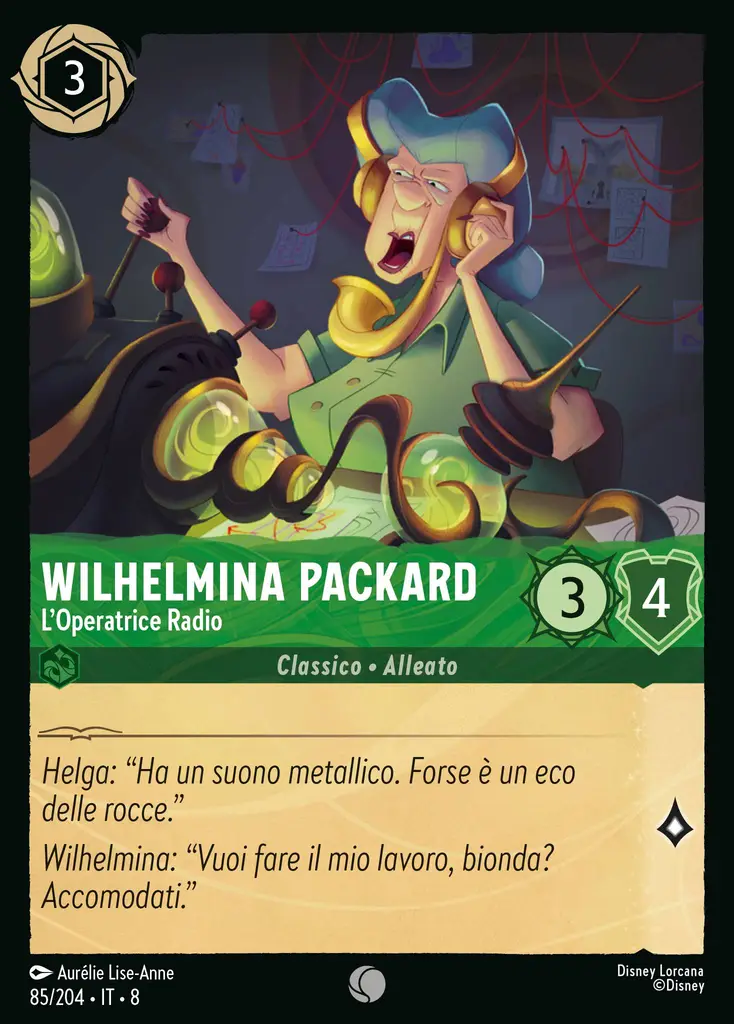 3
WILHELMINA PACKARD
L'Operatrice Radio
3
4
Classico • Alleato
Helga: “Ha un suono metallico. Forse è un eco
delle rocce.”
Wilhelmina: “Vuoi fare il mio lavoro, bionda?
Accomodati.”
Aurélie Lise-Anne
85/204 • IT • 8
Disney Lorcana
©Disney